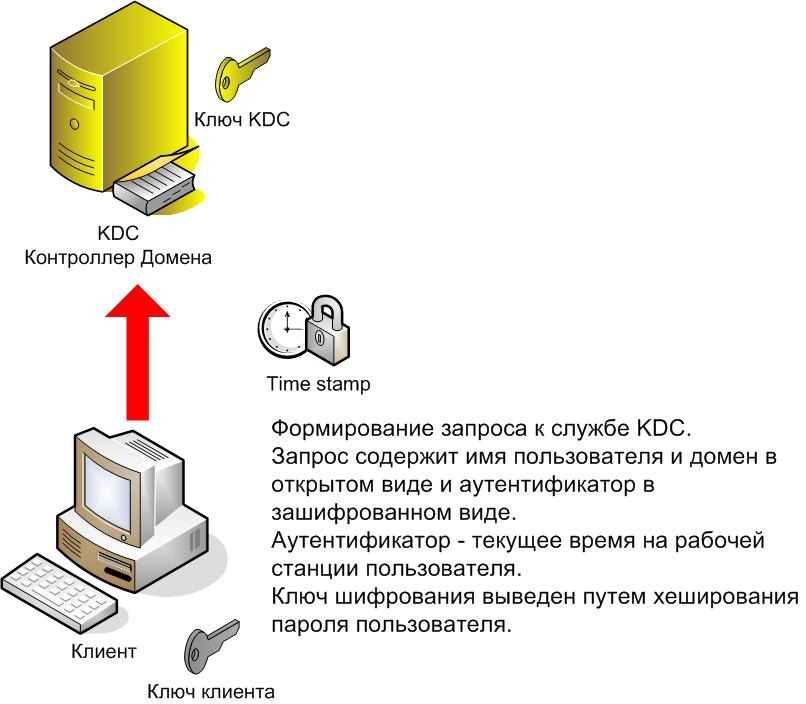 Ключ KDC
KDC
Контроллер Домена
Time stamp
Формирование запроса к службе KDC.
Запрос содержит имя пользователя и домен в
открытом виде и аутентификатор в
зашифрованном виде.
Аутентификатор - текущее время на рабочей
станции пользователя.
Ключ шифрования выведен путем хеширования
пароля пользователя.
Клиент
Ключ клиента